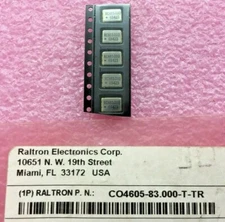 Raltron Electronics Corp.
10651 N. W. 19th Street
Miami, FL 33172 USA
(1P) RALTRON P. N.: CO4605-83.000-T-TR